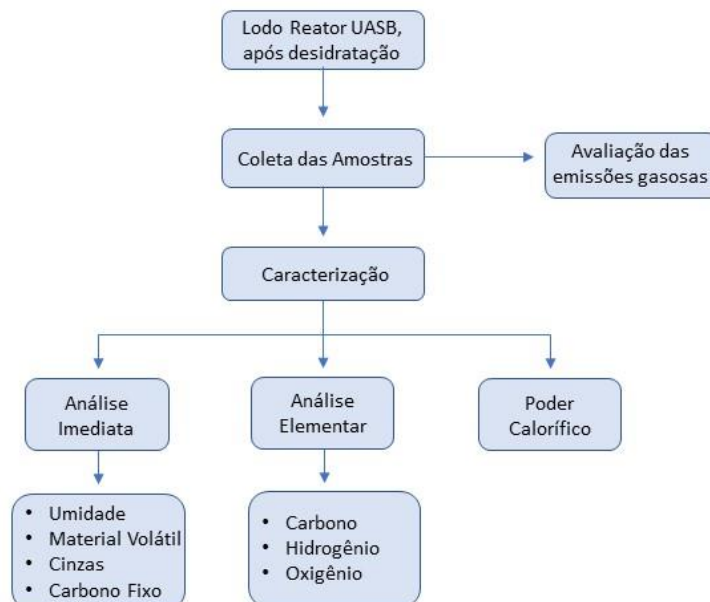 Lodo Reator UASB,
após desidratação
Coleta das Amostras
Avaliação das
emissões gasosas
Caracterização
Análise
Imediata
Análise
Elementar
Poder
Calorífico
• Umidade
• Material Volátil
• Cinzas
• Carbono Fixo
• Carbono
• Hidrogênio
• Oxigênio